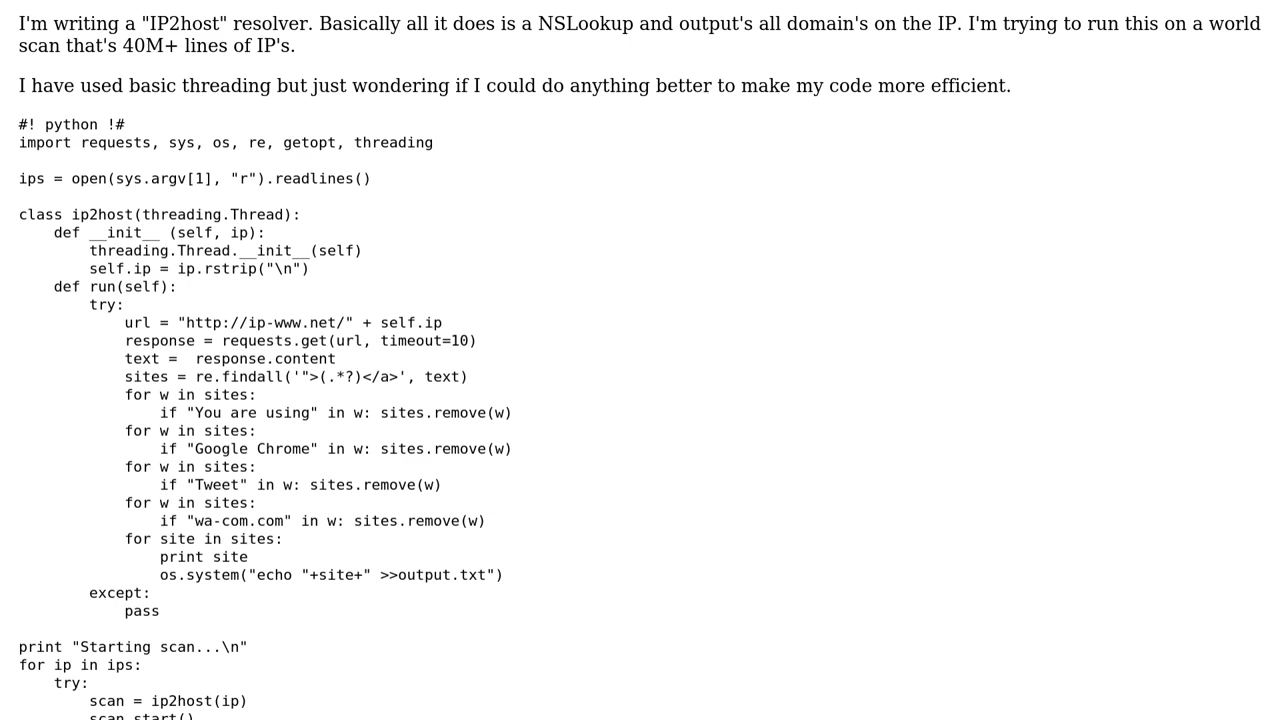 I'm writing a "IP2host" resolver. Basically all it does is a NSLookup and output's all domain's on the IP. I'm trying to run this on a world
scan that's 40M+ lines of IP's.
I have used basic threading but just wondering if I could do anything better to make my code more efficient.
#! python !#
import requests, sys, os, re, getopt, threading
ips = open(sys.argv[1], "r").readlines()
class ip2host(threading.Thread):
    def __init__ (self, ip):
        threading.Thread.__init__(self)
        self.ip = ip.rstrip("\n")
    def run(self):
        try:
            url = "http://ip-www.net/" + self.ip
            response = requests.get(url, timeout=10)
            text =  response.content
            sites = re.findall('">(.*?)</a>', text)
            for w in sites:
                if "You are using" in w: sites.remove(w)
            for w in sites:
                if "Google Chrome" in w: sites.remove(w)
            for w in sites:
                if "Tweet" in w: sites.remove(w)
            for w in sites:
                if "wa-com.com" in w: sites.remove(w)
            for site in sites:
                print site
                os.system("echo "+site+" >>output.txt")
        except:
            pass
print "Starting scan...\n"
for ip in ips:
    try:
        scan = ip2host(ip)
        scan.start()